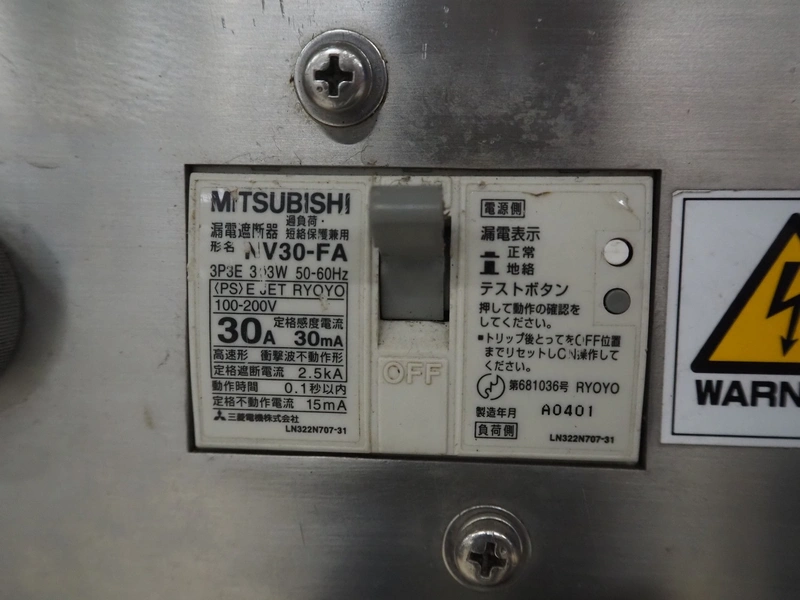 MITSUBISHI
漏電遮断器 過負荷・短絡保護兼用
形名 NV30-FA
3P3E 3φ3W 50-60Hz
〈PS〉E JET RYOYO
100-200V
30A 定格感度電流 30mA
高速形 衝撃波不動作形
定格遮断電流 2.5kA
動作時間 0.1秒以内
定格不動作電流 15mA
三菱電機株式会社
LN322N707-31
OFF
電源側
漏電表示
正常
地絡
テストボタン
押して動作の確認を
してください。
■トリップ後とってをOFF位置
までリセットしON操作して
ください。
第681036号 RYOYO
製造年月 A0401
負荷側
LN322N707-31
WARN